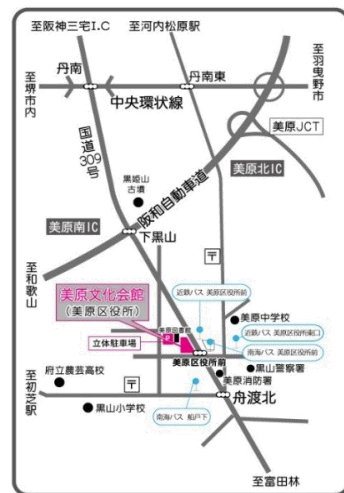 至阪神三宅I.C
至河内松原駅
至羽曳野市
丹南
丹南東
至堺市内
中央環状線
美原JCT
国道309号
美原北IC
黒姫山
古墳
阪和自動車道
美原南IC
下黒山
〒
至和歌山
美原文化会館
(美原区役所)
近鉄バス 美原区役所前
美原中学校
美原図書館
P
立体駐車場
近鉄バス 美原区役所東口
南海バス 美原区役所前
美原区役所前
黒山警察署
至初芝駅
府立農芸高校
〒
美原消防署
舟渡北
黒山小学校
南海バス 船戸下
至富田林